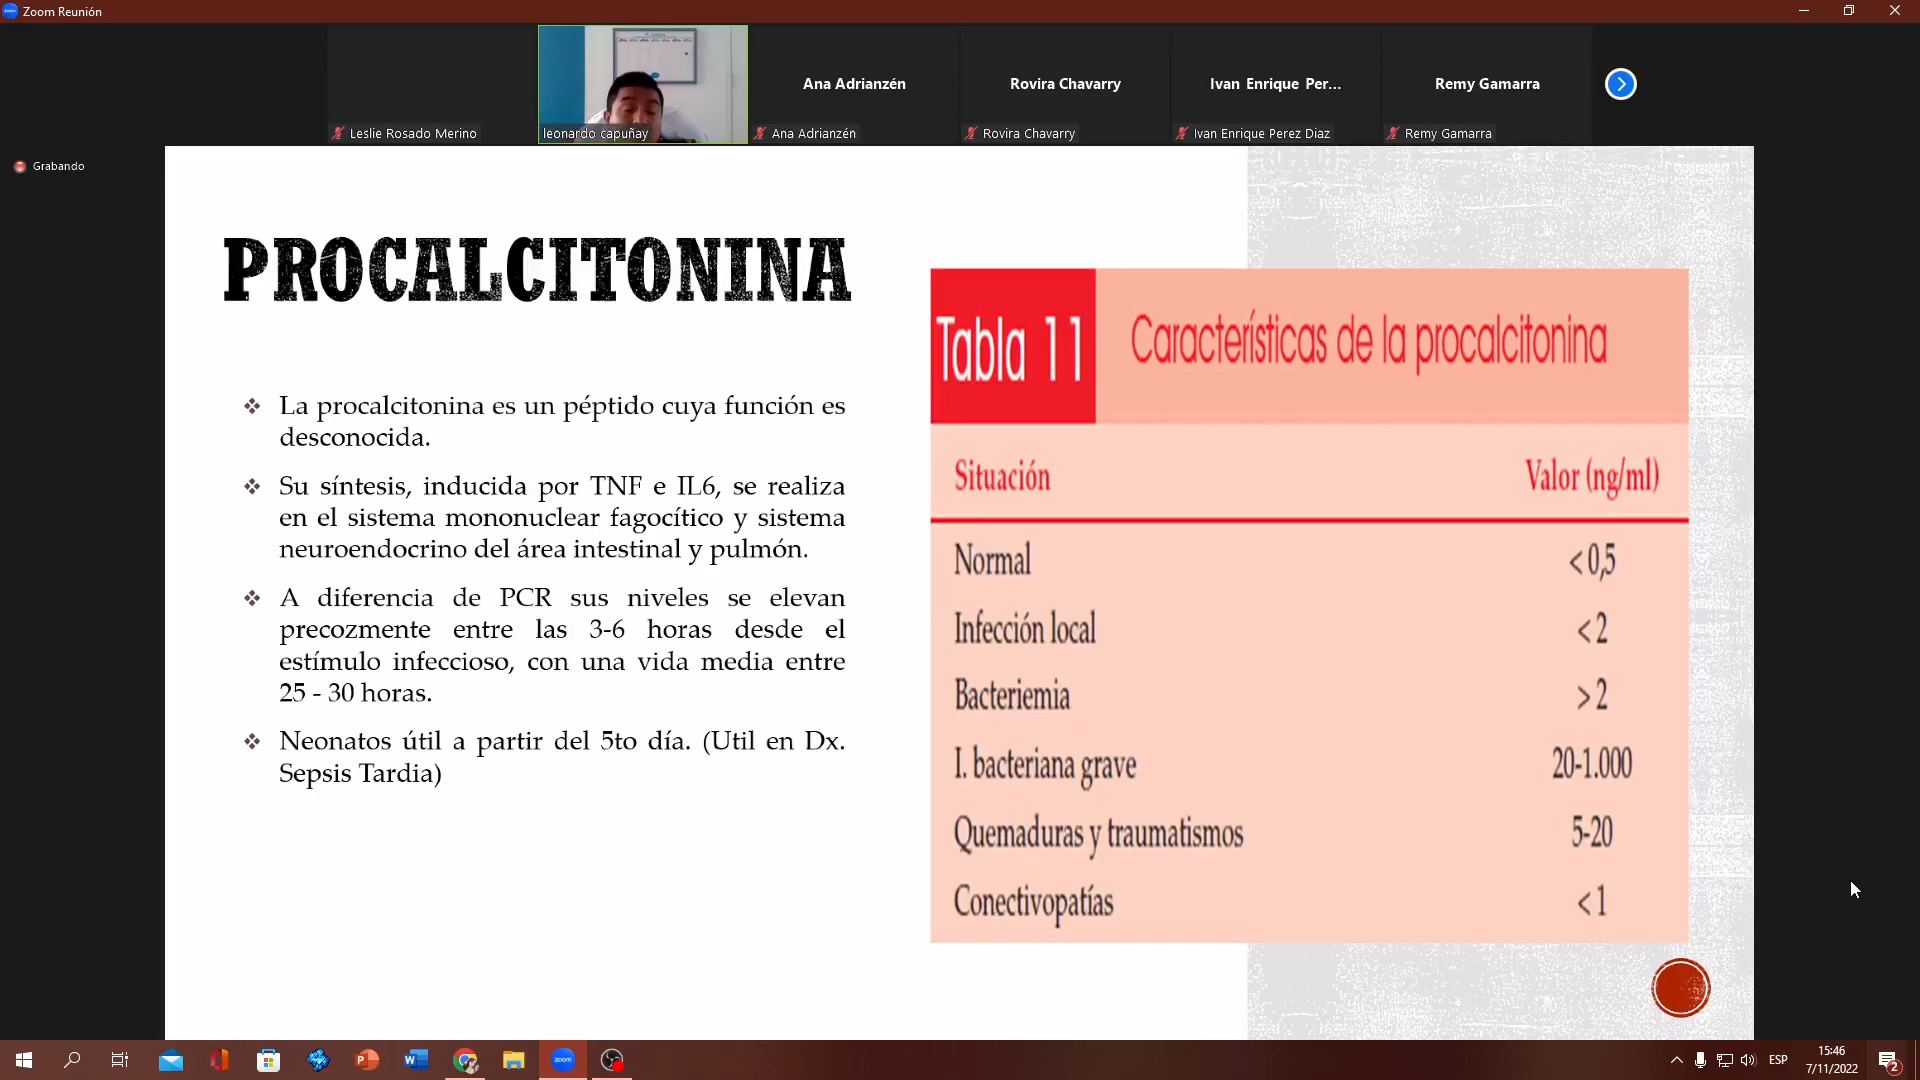 Zoom Reunión
Ana Adrianzén
Rovira Chavarry
Ivan Enrique Per...
Remy Gamarra
Leslie Rosado Merino
leonardo capuñay
Ana Adrianzén
Rovira Chavarry
Ivan Enrique Perez Diaz
Remy Gamarra
Grabando
PROCALCITONINA
La procalcitonina es un péptido cuya función es
desconocida.
Su síntesis, inducida por TNF e IL6, se realiza
en el sistema mononuclear fagocítico y sistema
neuroendocrino del área intestinal y pulmón.
A diferencia de PCR sus niveles se elevan
precozmente entre las 3-6 horas desde el
estímulo infeccioso, con una vida media entre
25 - 30 horas.
Neonatos útil a partir del 5to día. (Util en Dx.
Sepsis Tardia)
Tabla 11 Características de la procalcitonina
Situación Valor (ng/ml)
Normal < 0,5
Infección local < 2
Bacteriemia > 2
I. bacteriana grave 20-1.000
Quemaduras y traumatismos 5-20
Conectivopatías < 1
zoom
ESP
15:46
7/11/2022
2